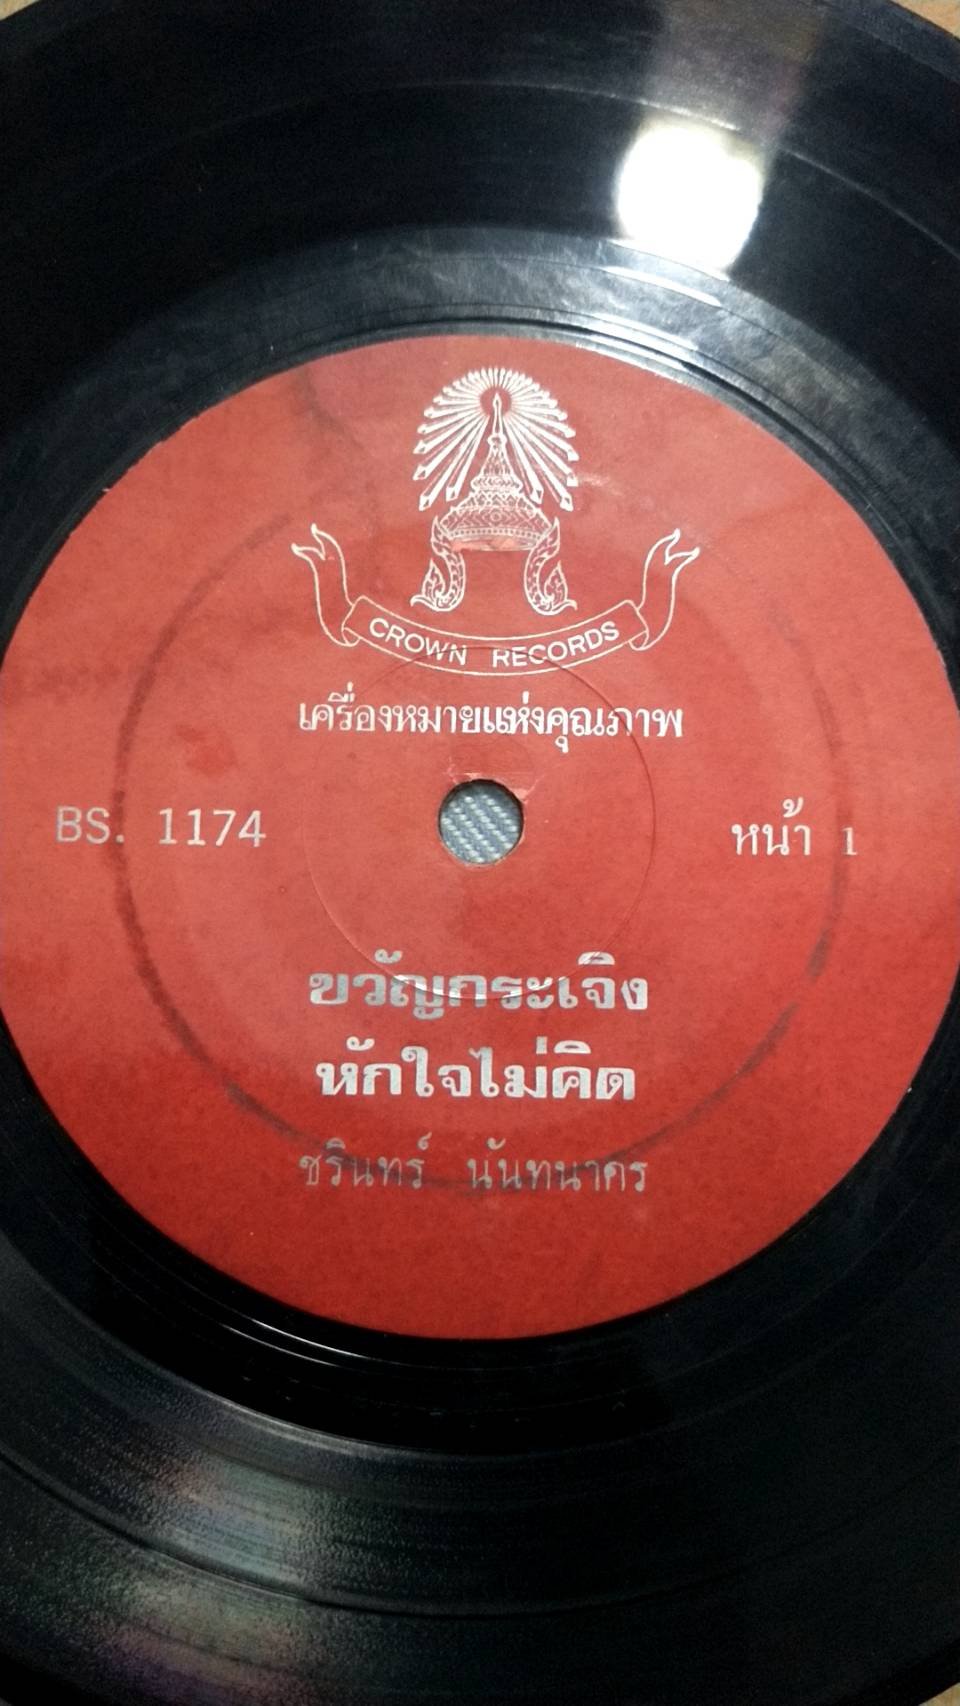 CROWN RECORDS
เครื่องหมายแห่งคุณภาพ
BS. 1174
หน้า 1
ขวัญกระเจิง
หักใจไม่คิด
ชรินทร์ นันทนาคร